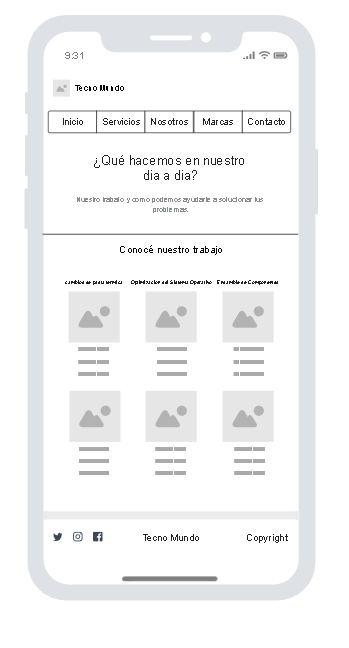 9:31
Tecno Mundo
Inicio Servicios Nosotros Marcas Contacto
¿Qué hacemos en nuestro
dia a dia?
Nuestro trabajo y como podemos ayudarte a solucionar tus
problemas.
Conocé nuestro trabajo
Cambios de pasta termica Optimizacion del Sistema Operativo Ensamble de Componentes
Tecno Mundo Copyright